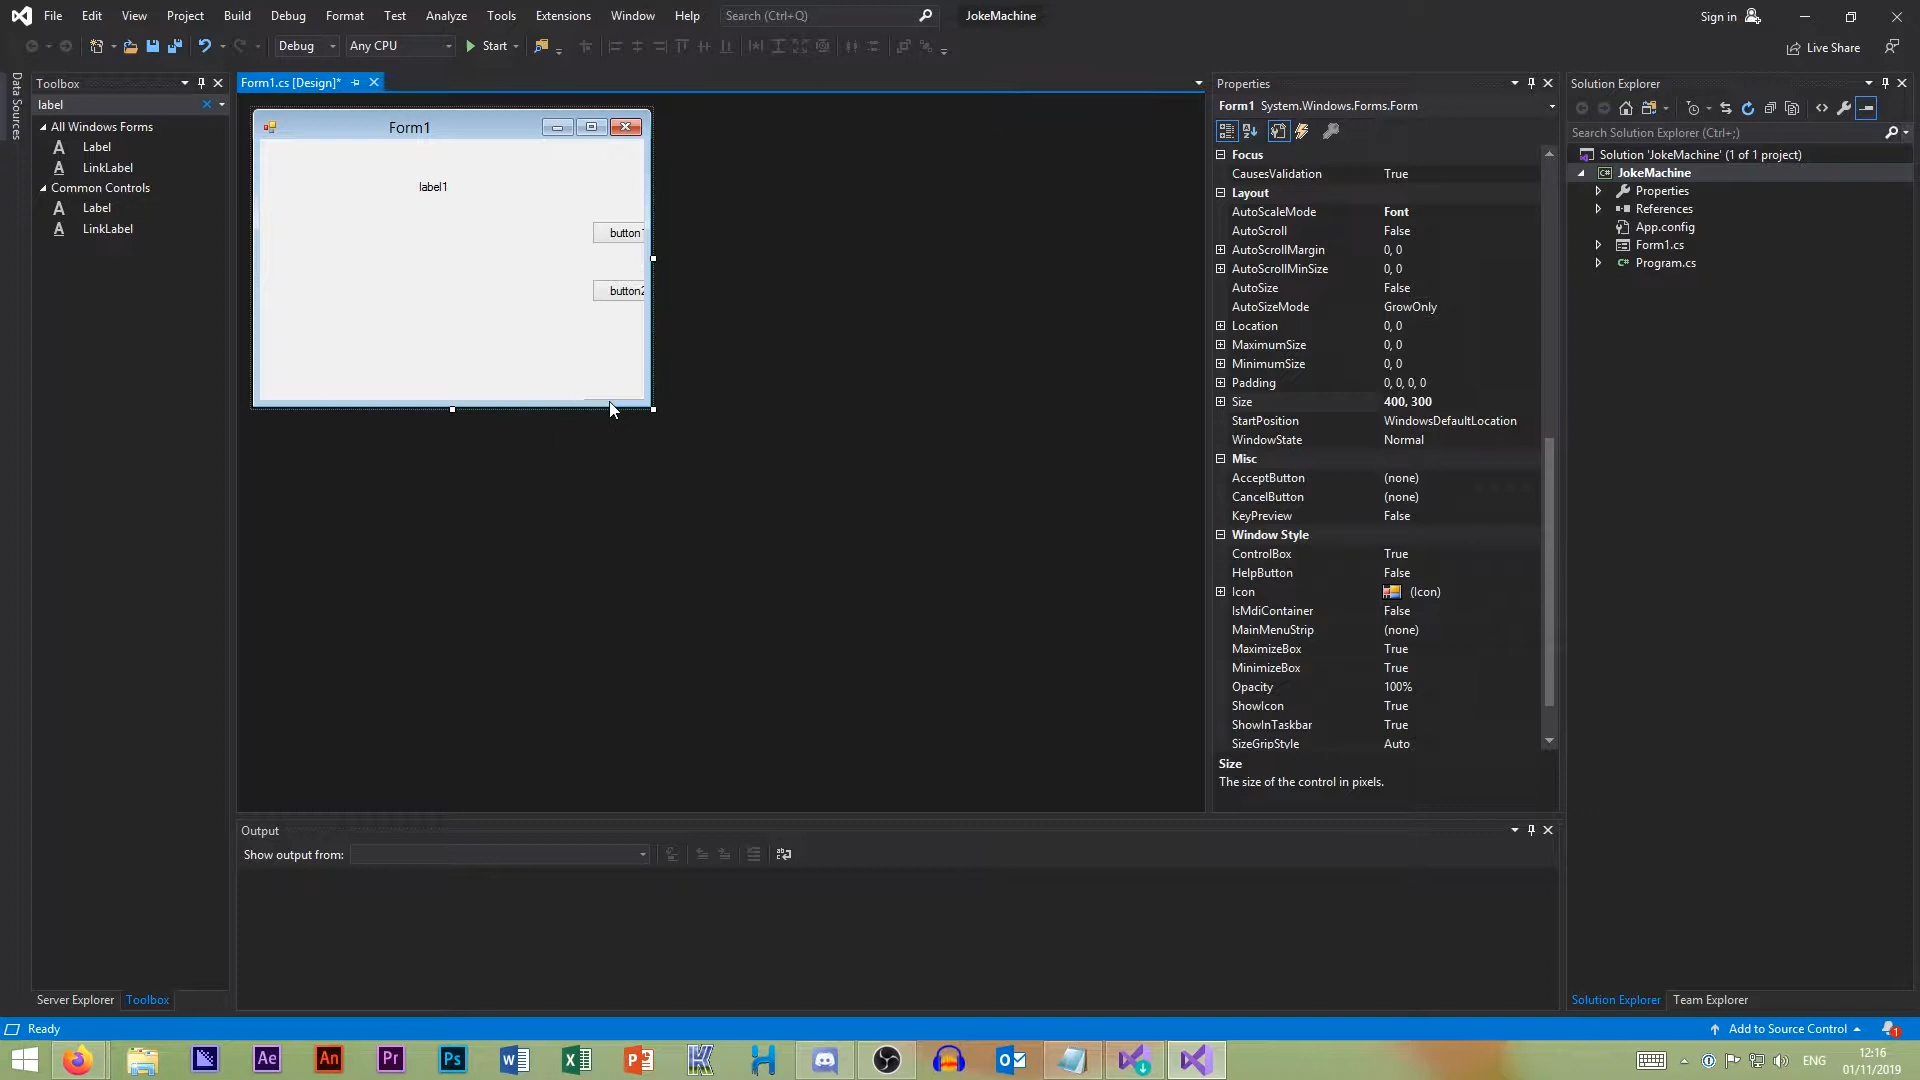 File Edit View Project Build Debug Format Test Analyze Tools Extensions Window Help Search (Ctrl+Q) JokeMachine Sign in
Debug Any CPU Start Live Share
Data Sources
Toolbox
label
All Windows Forms
Label
LinkLabel
Common Controls
Label
LinkLabel
Server Explorer Toolbox
Form1.cs [Design]*
Form1
label1
button1
button2
Properties
Form1 System.Windows.Forms.Form
Focus
CausesValidation True
Layout
AutoScaleMode Font
AutoScroll False
AutoScrollMargin 0, 0
AutoScrollMinSize 0, 0
AutoSize False
AutoSizeMode GrowOnly
Location 0, 0
MaximumSize 0, 0
MinimumSize 0, 0
Padding 0, 0, 0, 0
Size 400, 300
StartPosition WindowsDefaultLocation
WindowState Normal
Misc
AcceptButton (none)
CancelButton (none)
KeyPreview False
Window Style
ControlBox True
HelpButton False
Icon (Icon)
IsMdiContainer False
MainMenuStrip (none)
MaximizeBox True
MinimizeBox True
Opacity 100%
ShowIcon True
ShowInTaskbar True
SizeGripStyle Auto
Size
The size of the control in pixels.
Solution Explorer
Search Solution Explorer (Ctrl+;)
Solution 'JokeMachine' (1 of 1 project)
JokeMachine
Properties
References
App.config
Form1.cs
Program.cs
Solution Explorer Team Explorer
Output
Show output from:
Ready
Add to Source Control 1
Ae An Pr Ps
ENG
12:16
01/11/2019